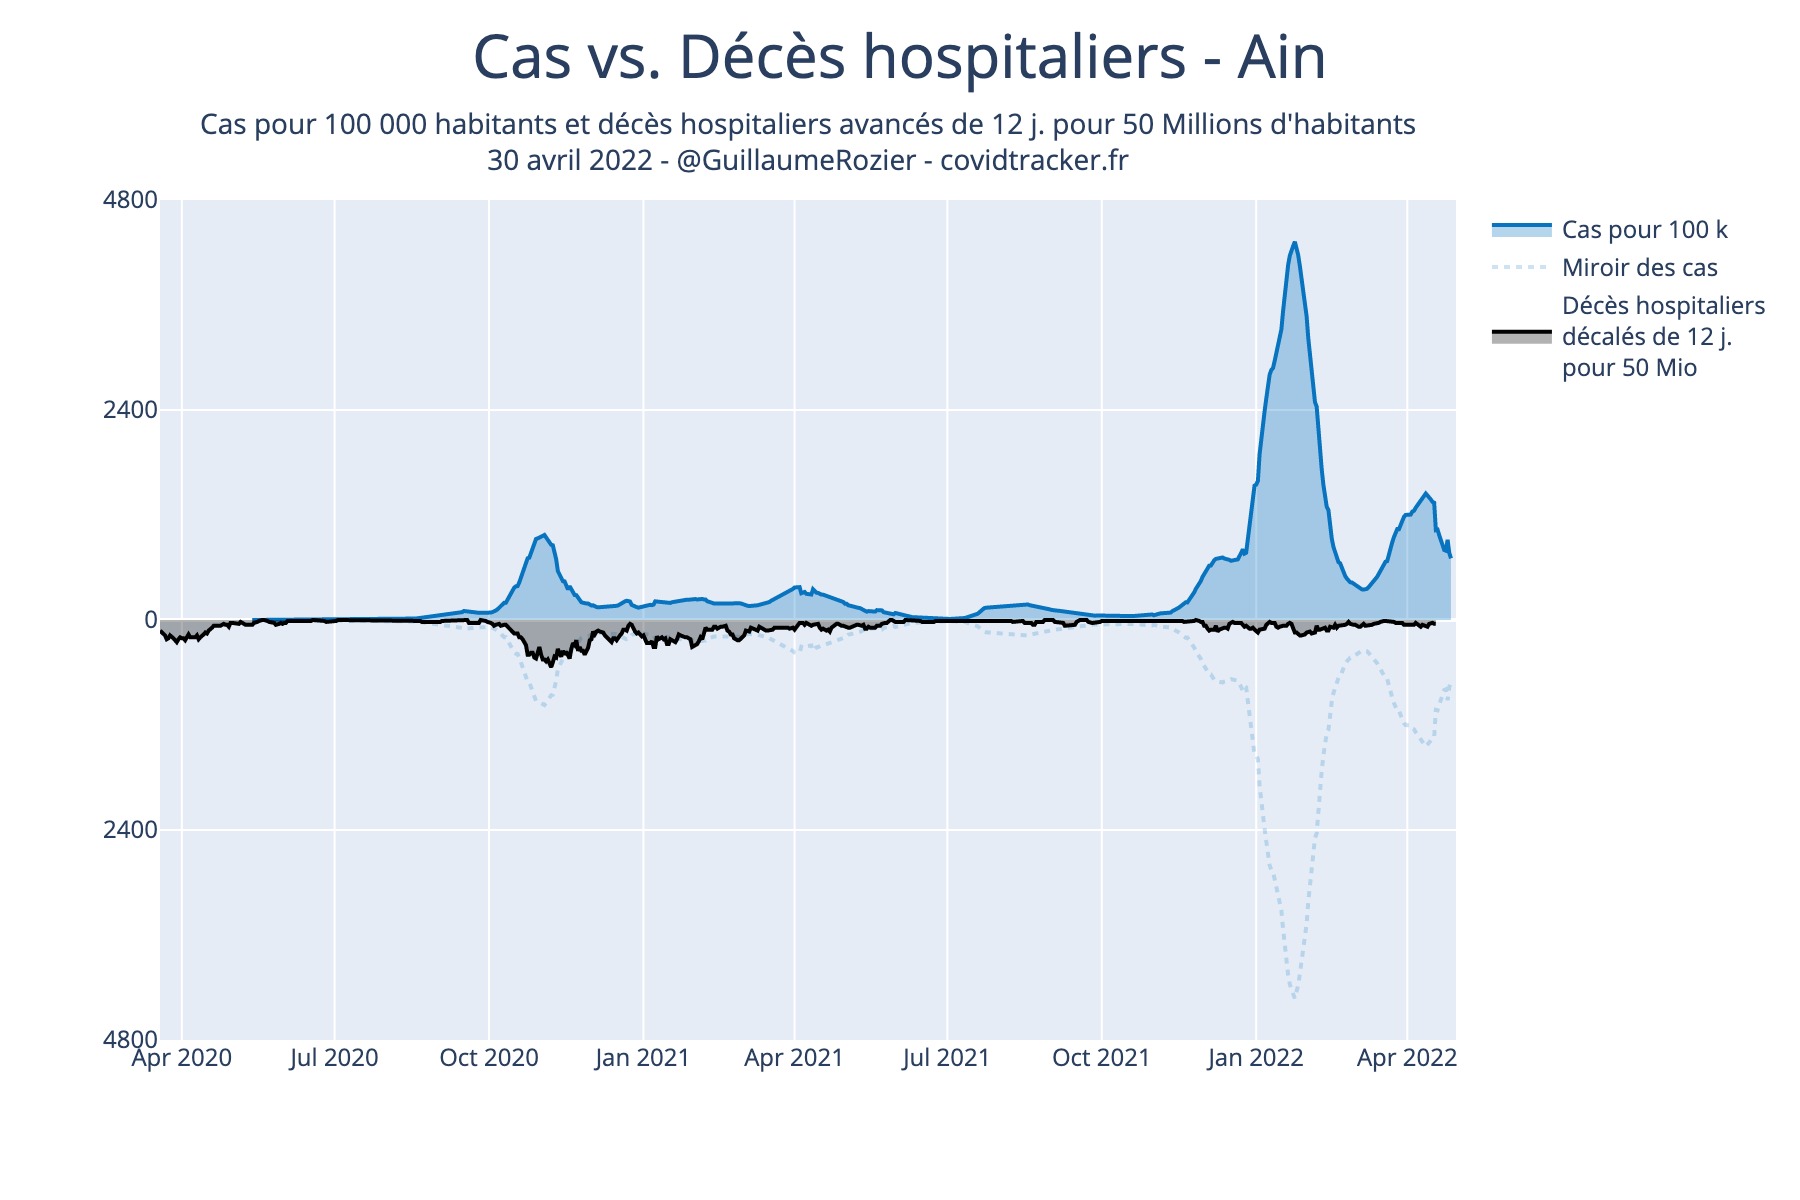 Cas vs. Décès hospitaliers - Ain
Cas pour 100 000 habitants et décès hospitaliers avancés de 12 j. pour 50 Millions d'habitants
30 avril 2022 - @GuillaumeRozier - covidtracker.fr
4800
2400
0
2400
4800
Apr 2020 Jul 2020 Oct 2020 Jan 2021 Apr 2021 Jul 2021 Oct 2021 Jan 2022 Apr 2022
Cas pour 100 k
Miroir des cas
Décès hospitaliers
décalés de 12 j.
pour 50 Mio